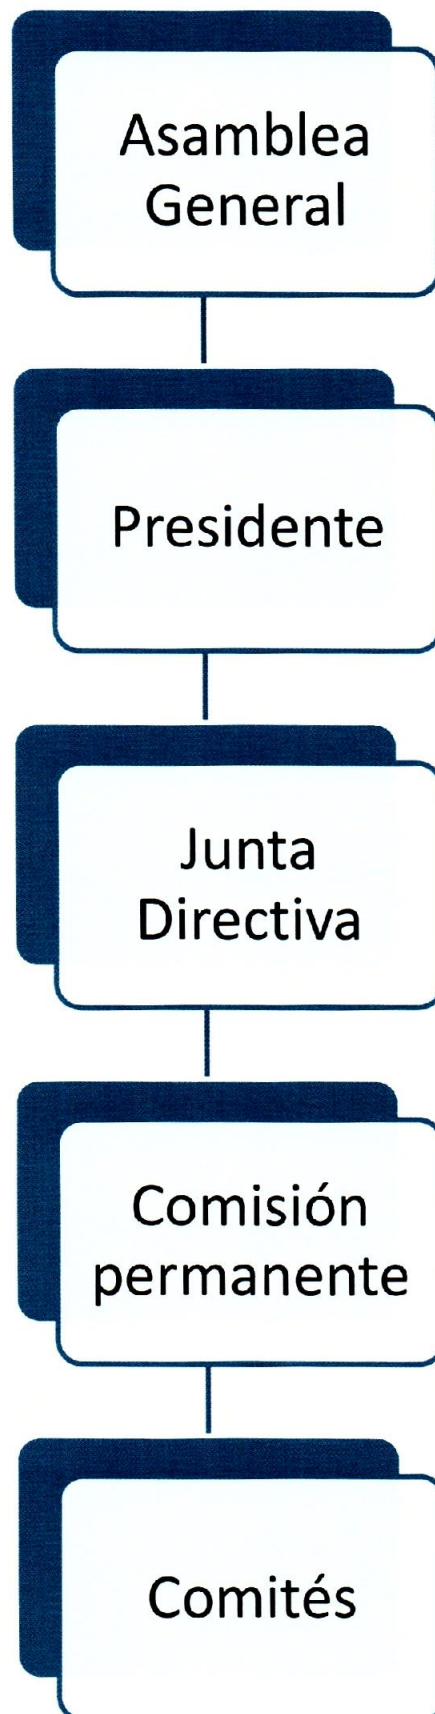 Asamblea
General
Presidente
Junta
Directiva
Comisión
permanente
Comités